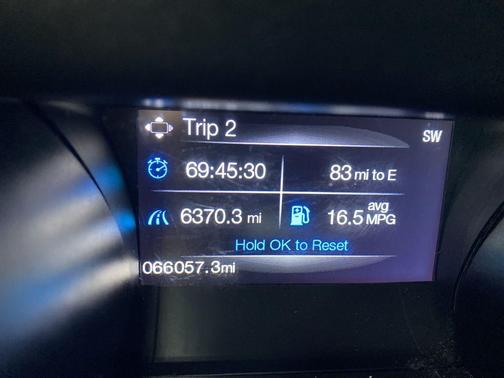 Trip 2
SW
69:45:30
83 mi to E
6370.3 mi
16.5 avg MPG
Hold OK to Reset
066057.3mi